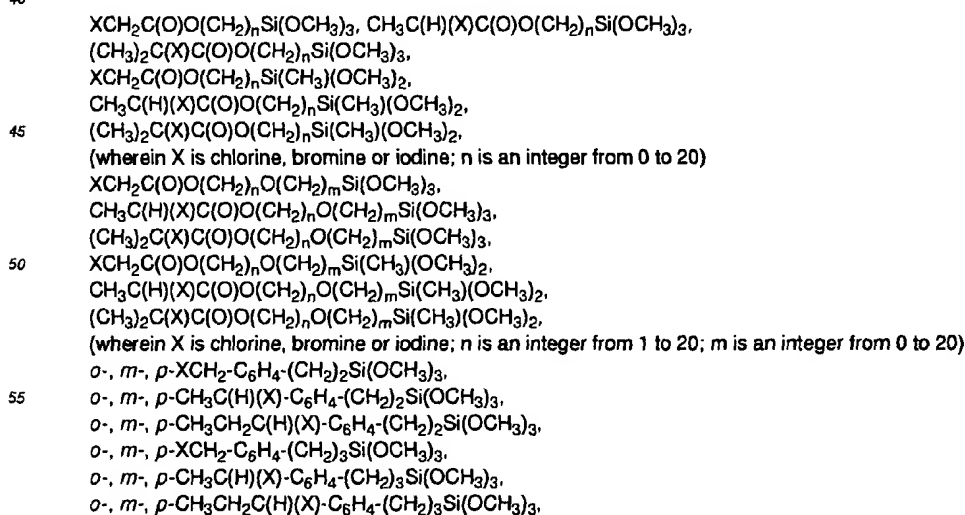 XCH₂C(O)O(CH₂)ₙSi(OCH₃)₃, CH₃C(H)(X)C(O)O(CH₂)ₙSi(OCH₃)₃,
(CH₃)₂C(X)C(O)O(CH₂)ₙSi(OCH₃)₃,
XCH₂C(O)O(CH₂)ₙSi(CH₃)(OCH₃)₂,
CH₃C(H)(X)C(O)O(CH₂)ₙSi(CH₃)(OCH₃)₂,
45 (CH₃)₂C(X)C(O)O(CH₂)ₙSi(CH₃)(OCH₃)₂,
(wherein X is chlorine, bromine or iodine; n is an integer from 0 to 20)
XCH₂C(O)O(CH₂)ₙO(CH₂)ₘSi(OCH₃)₃,
CH₃C(H)(X)C(O)O(CH₂)ₙO(CH₂)ₘSi(OCH₃)₃,
(CH₃)₂C(X)C(O)O(CH₂)ₙO(CH₂)ₘSi(OCH₃)₃,
50 XCH₂C(O)O(CH₂)ₙO(CH₂)ₘSi(CH₃)(OCH₃)₂,
CH₃C(H)(X)C(O)O(CH₂)ₙO(CH₂)ₘSi(CH₃)(OCH₃)₂,
(CH₃)₂C(X)C(O)O(CH₂)ₙO(CH₂)ₘSi(CH₃)(OCH₃)₂,
(wherein X is chlorine, bromine or iodine; n is an integer from 1 to 20; m is an integer from 0 to 20)
o-, m-, p-XCH₂-C₆H₄-(CH₂)₂Si(OCH₃)₃,
55 o-, m-, p-CH₃C(H)(X)-C₆H₄-(CH₂)₂Si(OCH₃)₃,
o-, m-, p-CH₃CH₂C(H)(X)-C₆H₄-(CH₂)₂Si(OCH₃)₃,
o-, m-, p-XCH₂-C₆H₄-(CH₂)₃Si(OCH₃)₃,
o-, m-, p-CH₃C(H)(X)-C₆H₄-(CH₂)₃Si(OCH₃)₃,
o-, m-, p-CH₃CH₂C(H)(X)-C₆H₄-(CH₂)₃Si(OCH₃)₃,